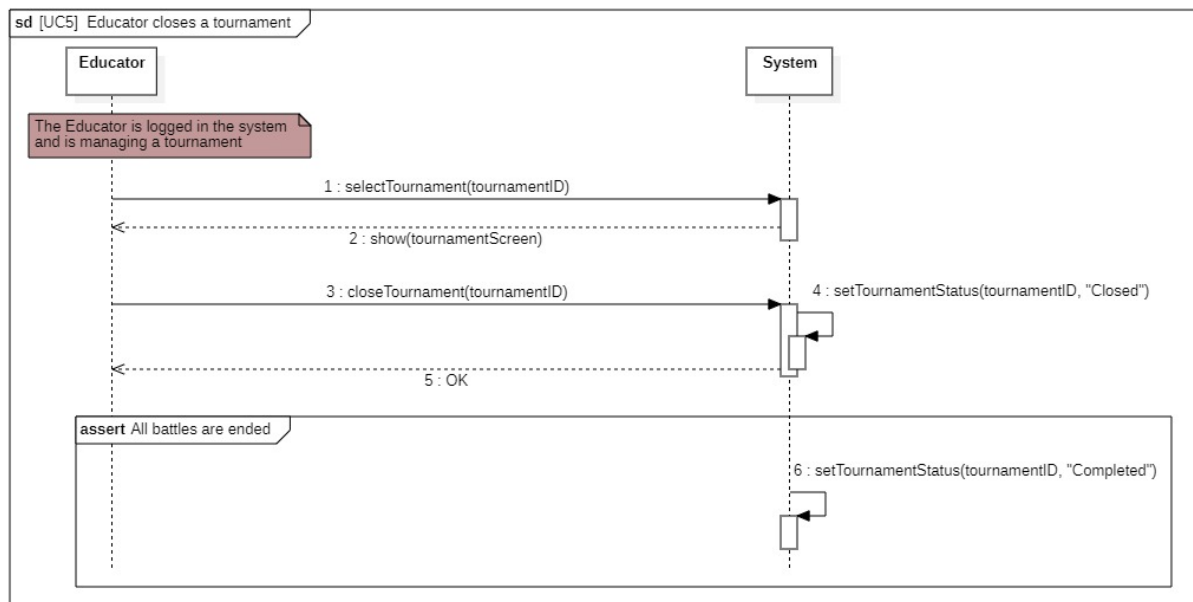 sd [UC5] Educator closes a tournament
Educator
System
The Educator is logged in the system
and is managing a tournament
1 : selectTournament(tournamentID)
2 : show(tournamentScreen)
3 : closeTournament(tournamentID)
4 : setTournamentStatus(tournamentID, "Closed")
5 : OK
assert All battles are ended
6 : setTournamentStatus(tournamentID, "Completed")